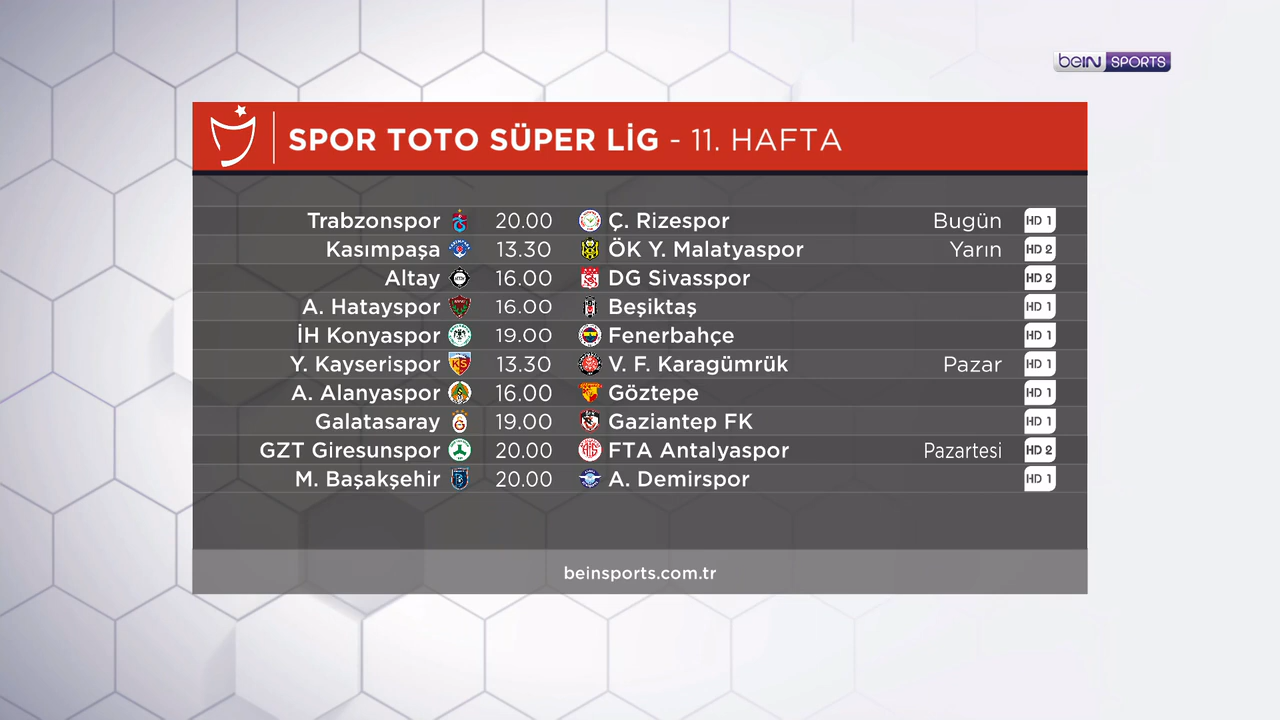 beIN SPORTS
SPOR TOTO SÜPER LİG - 11. HAFTA
Trabzonspor 20.00 Ç. Rizespor Bugün HD 1
Kasımpaşa 13.30 ÖK Y. Malatyaspor Yarın HD 2
Altay 16.00 DG Sivasspor HD 2
A. Hatayspor 16.00 Beşiktaş HD 1
İH Konyaspor 19.00 Fenerbahçe HD 1
Y. Kayserispor 13.30 V. F. Karagümrük Pazar HD 1
A. Alanyaspor 16.00 Göztepe HD 1
Galatasaray 19.00 Gaziantep FK HD 1
GZT Giresunspor 20.00 FTA Antalyaspor Pazartesi HD 2
M. Başakşehir 20.00 A. Demirspor HD 1
beinsports.com.tr